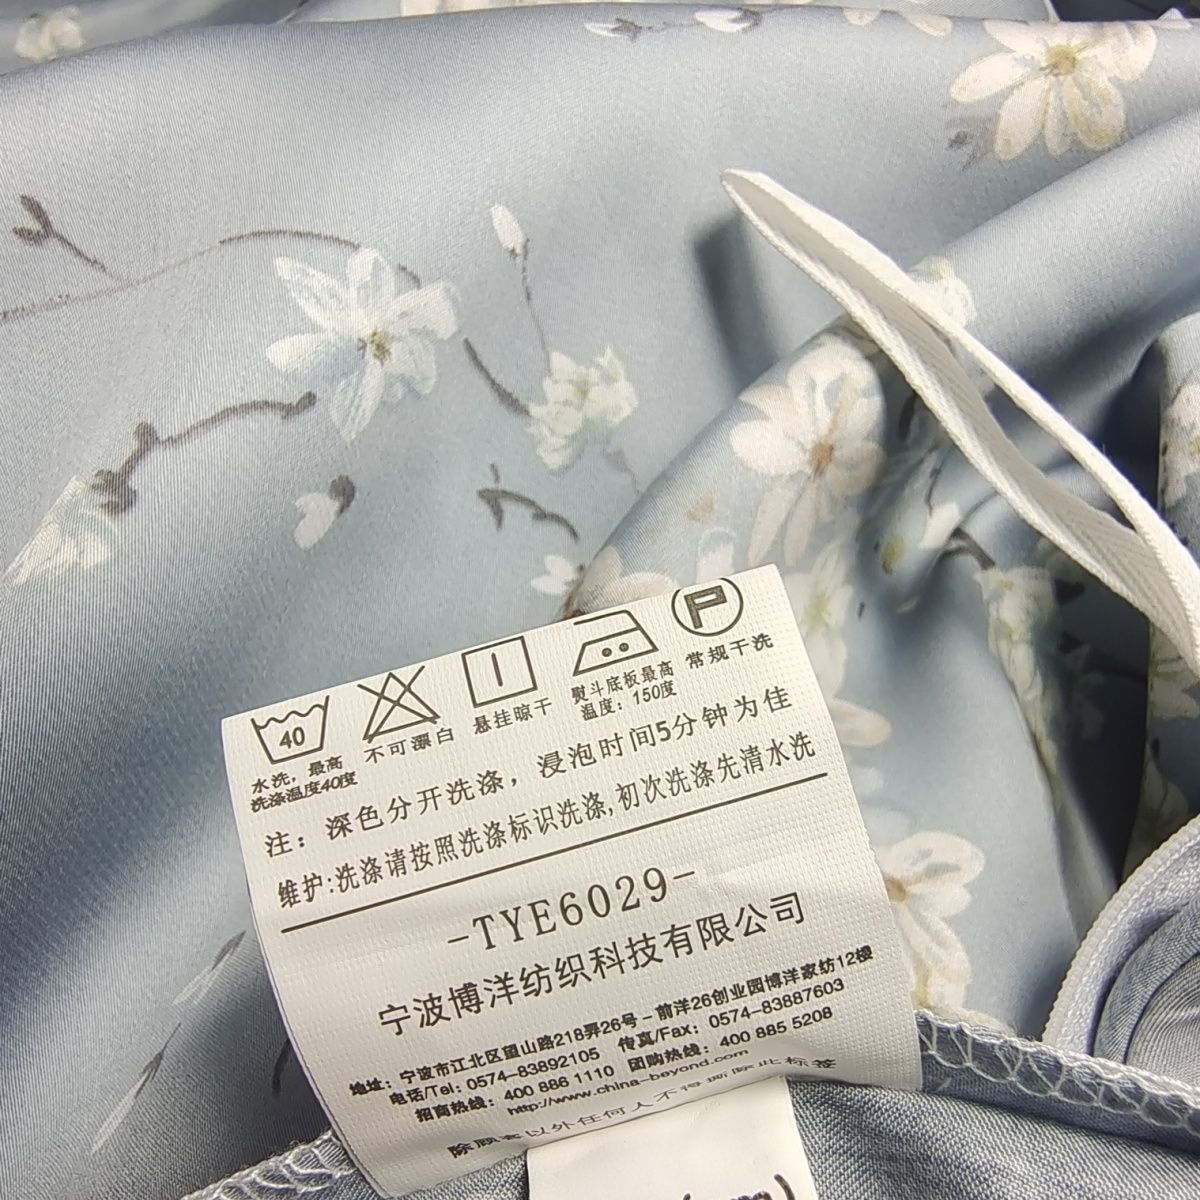 40
P
水洗，最高
洗涤温度40度
不可漂白
悬挂晾干
熨斗底板最高
温度：150度
常规干洗
注：深色分开洗涤，浸泡时间5分钟为佳
维护:洗涤请按照洗涤标识洗涤,初次洗涤先清水洗
-TYE6029-
宁波博洋纺织科技有限公司
地址：宁波市江北区望山路218弄26号－前洋26创业园博洋家纺12楼
电话/Tel：0574-83892105 传真/Fax：0574-83887603
招商热线：400 886 1110 团购热线：400 885 5208
http://www.china-beyond.com
除顾客以外任何人不得撕除此标签